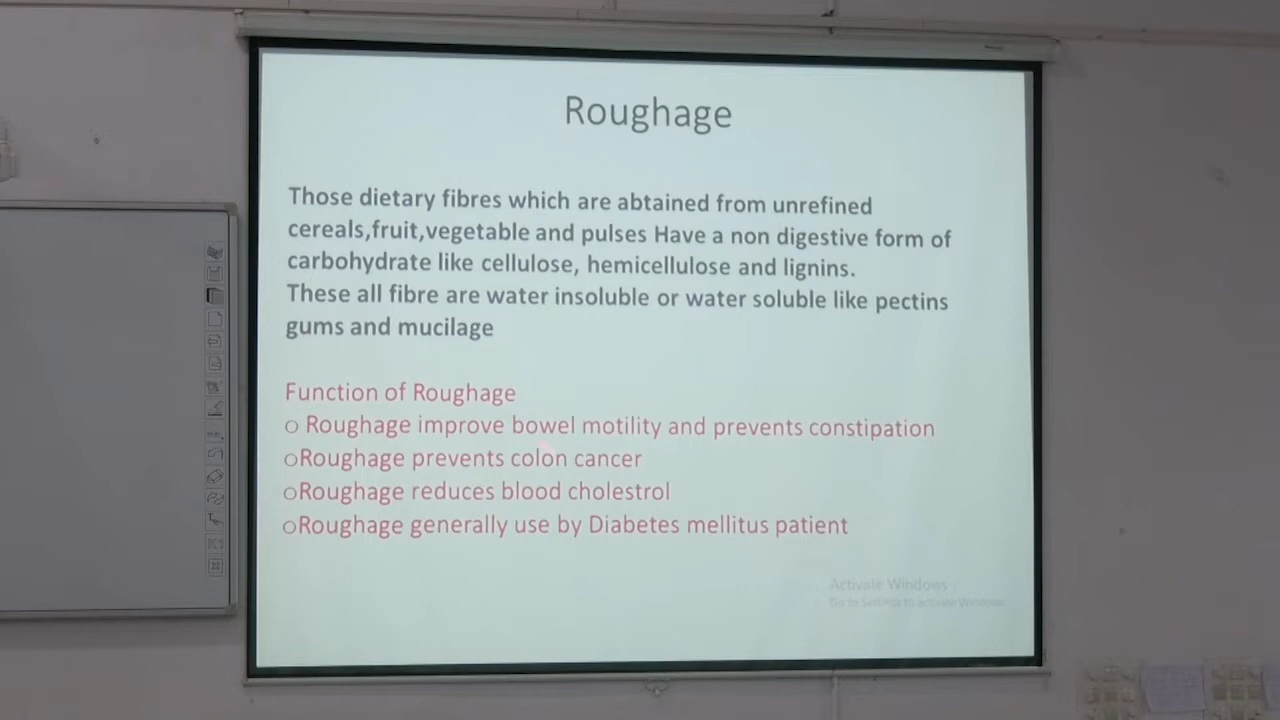 Roughage
Those dietary fibres which are abtained from unrefined
cereals,fruit,vegetable and pulses Have a non digestive form of
carbohydrate like cellulose, hemicellulose and lignins.
These all fibre are water insoluble or water soluble like pectins
gums and mucilage
Function of Roughage
o Roughage improve bowel motility and prevents constipation
oRoughage prevents colon cancer
oRoughage reduces blood cholestrol
oRoughage generally use by Diabetes mellitus patient
Activate Windows
Go to Settings to activate Windows.